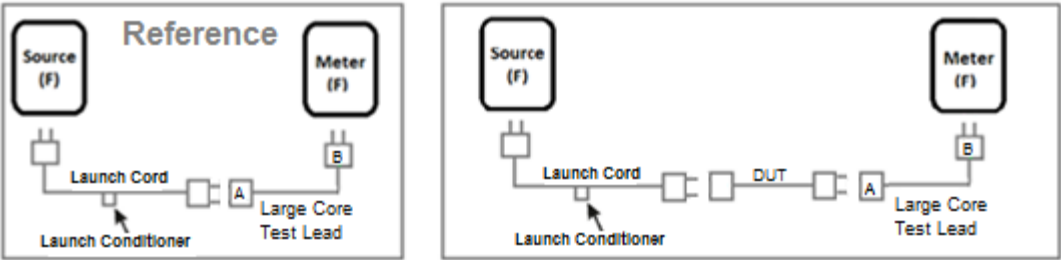 Reference
Source
(F)
Meter
(F)
B
Launch Cord
A
Large Core
Test Lead
Launch Conditioner
Source
(F)
Meter
(F)
B
Launch Cord
DUT
A
Large Core
Test Lead
Launch Conditioner